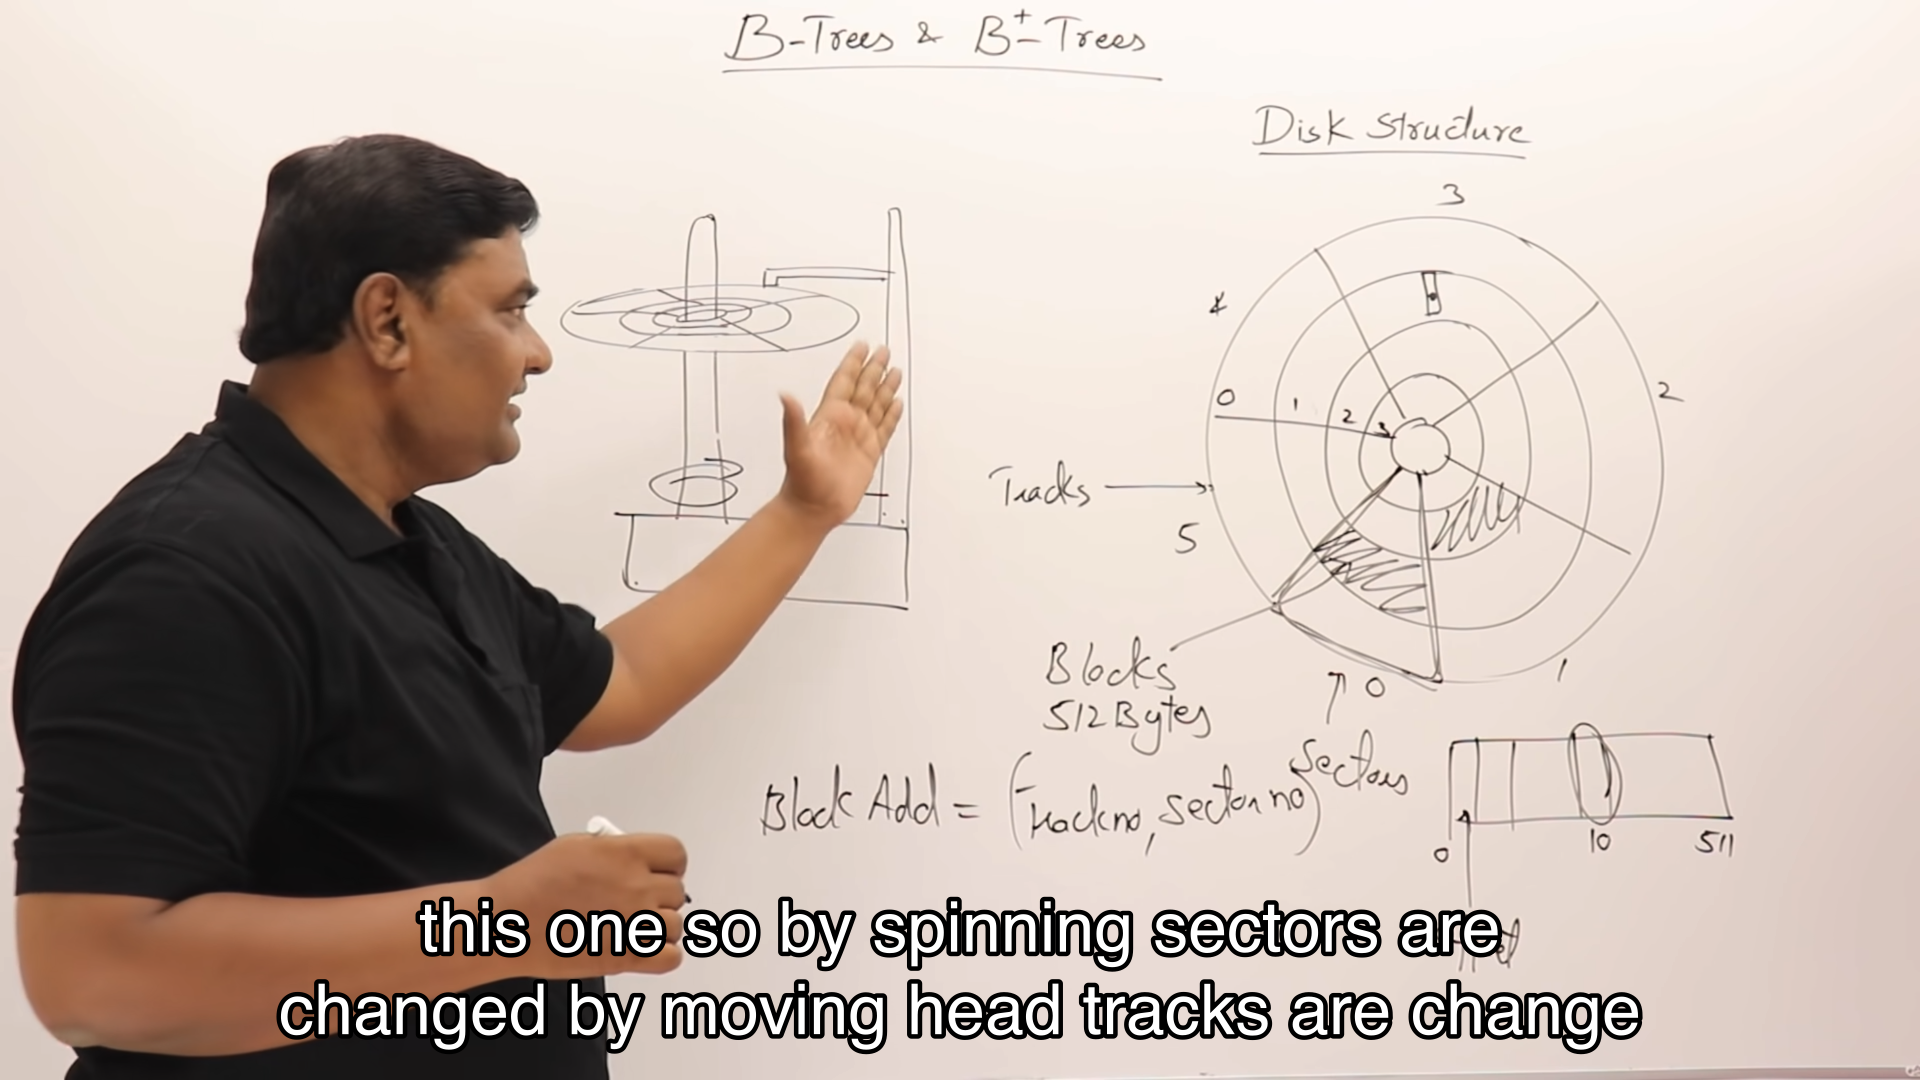 B-Trees & B+-Trees
Disk Structure
3
4
2
0 1 2 3
Tracks
5
Blocks
512 Bytes
0
1
Sectors
Block Add = (Track no, Sector no)
0 10 511
this one so by spinning sectors are
changed by moving head tracks are change